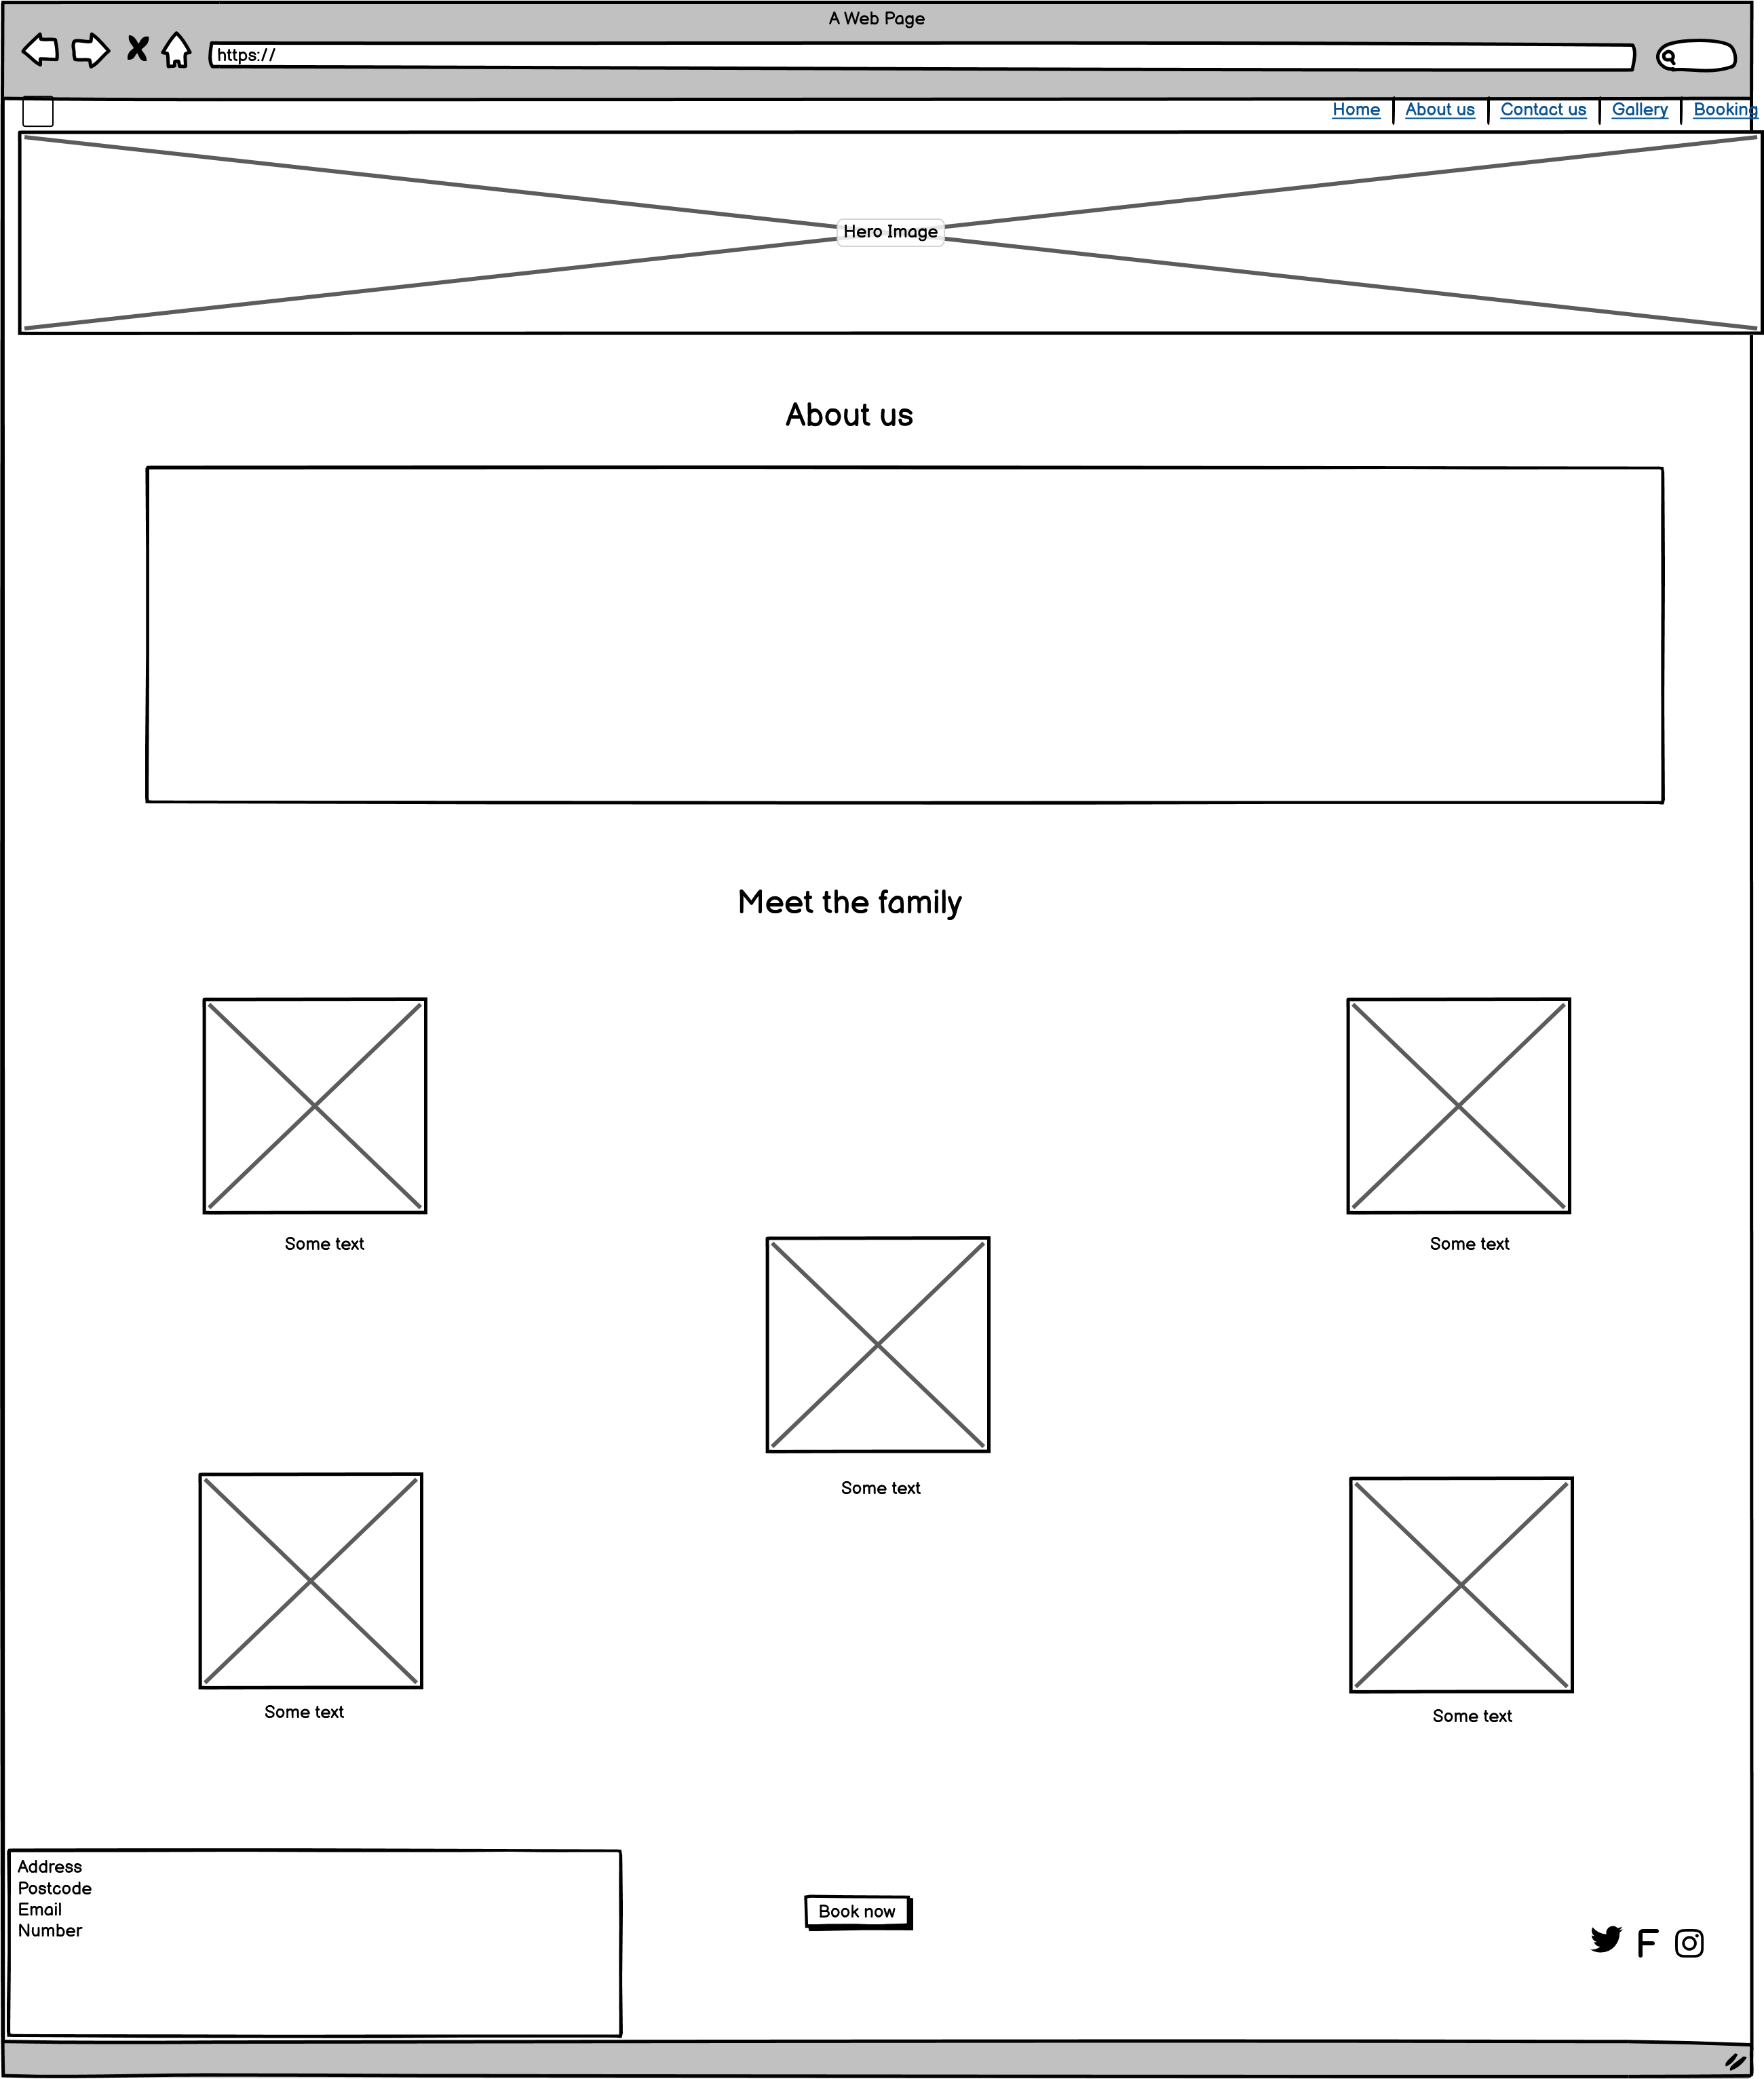 A Web Page
https://
Home About us Contact us Gallery Booking
Hero Image
About us
Meet the family
Some text
Some text
Some text
Some text
Some text
Address
Postcode
Email
Number
Book now
F